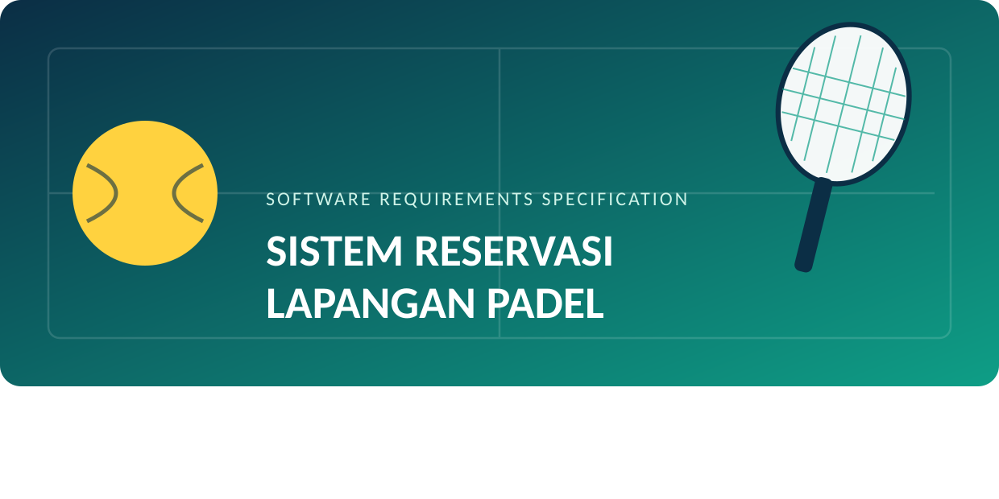 SOFTWARE REQUIREMENTS SPECIFICATION
SISTEM RESERVASI
LAPANGAN PADEL